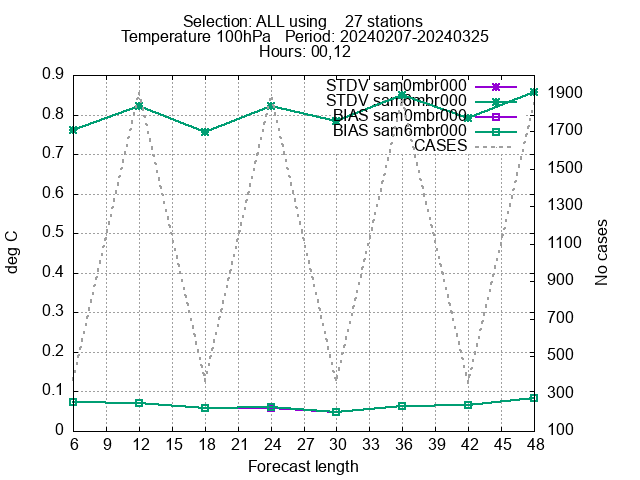 Selection: ALL using    27 stations
Temperature 100hPa   Period: 20240207-20240325
Hours: 00,12
STDV sam0mbr000
STDV sam6mbr000
BIAS sam0mbr000
BIAS sam6mbr000
CASES
0.9
0.8
0.7
0.6
0.5
0.4
0.3
0.2
0.1
0
deg C
1900
1700
1500
1300
1100
900
700
500
300
100
No cases
6 9 12 15 18 21 24 27 30 33 36 39 42 45 48
Forecast length